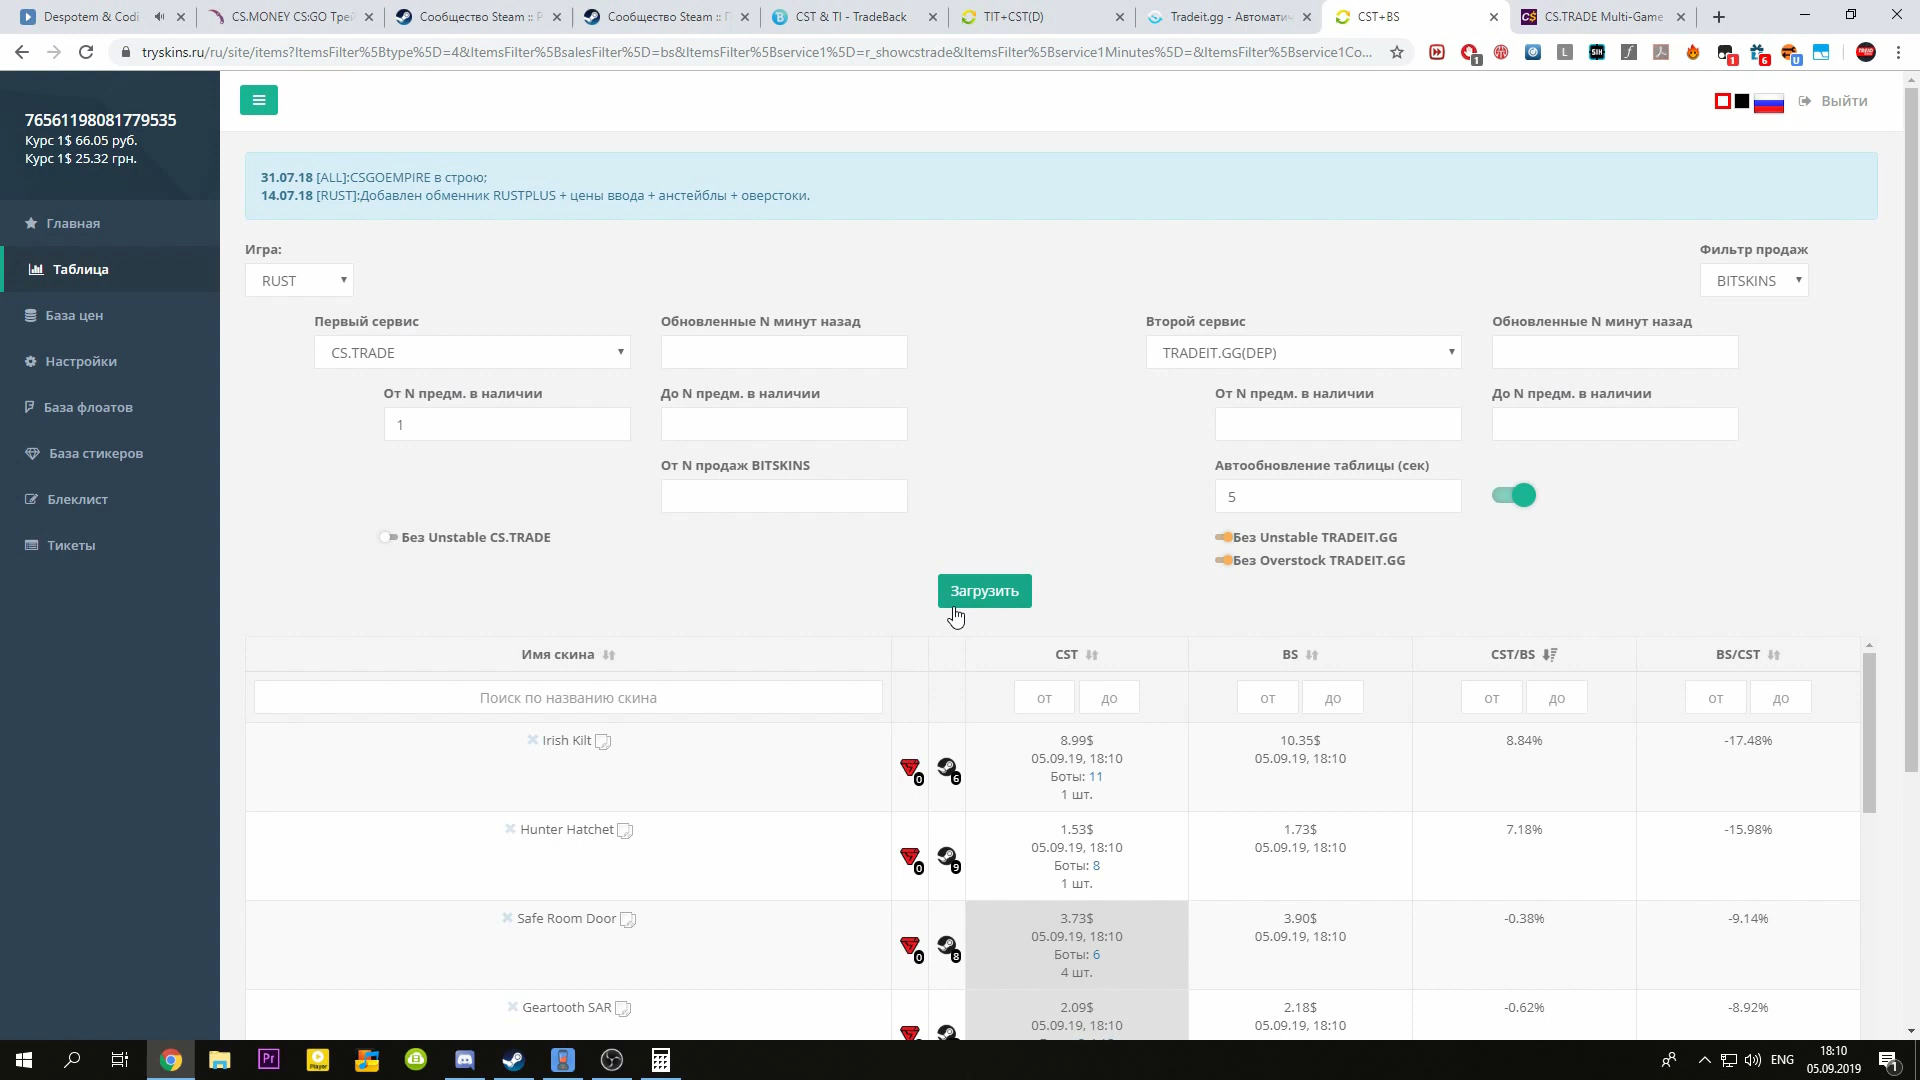 Despotem & Codi
CS.MONEY CS:GO Трей
Сообщество Steam :: P
Сообщество Steam :: П
CST & TI - TradeBack
TIT+CST(D)
Tradeit.gg - Автомати
CST+BS
CS.TRADE Multi-Game
tryskins.ru/ru/site/items?ItemsFilter%5Btype%5D=4&ItemsFilter%5BsalesFilter%5D=bs&ItemsFilter%5Bservice1%5D=r_showcstrade&ItemsFilter%5Bservice1Minutes%5D=&ItemsFilter%5Bservice1Co...
76561198081779535
Курс 1$ 66.05 руб.
Курс 1$ 25.32 грн.
Главная
Таблица
База цен
Настройки
База флоатов
База стикеров
Блеклист
Тикеты
Выйти
31.07.18 [ALL]:CSGOEMPIRE в строю;
14.07.18 [RUST]:Добавлен обменник RUSTPLUS + цены ввода + анстейблы + оверстоки.
Игра:
Фильтр продаж
RUST
BITSKINS
Первый сервис
Обновленные N минут назад
Второй сервис
Обновленные N минут назад
CS.TRADE
TRADEIT.GG(DEP)
От N предм. в наличии
До N предм. в наличии
От N предм. в наличии
До N предм. в наличии
1
От N продаж BITSKINS
Автообновление таблицы (сек)
5
Без Unstable CS.TRADE
Без Unstable TRADEIT.GG
Без Overstock TRADEIT.GG
Загрузить
Имя скина
CST
BS
CST/BS
BS/CST
Поиск по названию скина
от до
от до
от до
от до
Irish Kilt
0
6
8.99$
05.09.19, 18:10
Боты: 11
1 шт.
10.35$
05.09.19, 18:10
8.84%
-17.48%
Hunter Hatchet
0
9
1.53$
05.09.19, 18:10
Боты: 8
1 шт.
1.73$
05.09.19, 18:10
7.18%
-15.98%
Safe Room Door
0
8
3.73$
05.09.19, 18:10
Боты: 6
4 шт.
3.90$
05.09.19, 18:10
-0.38%
-9.14%
Geartooth SAR
2.09$
05.09.19, 18:10
2.18$
05.09.19, 18:10
-0.62%
-8.92%
ENG
18:10
05.09.2019
1